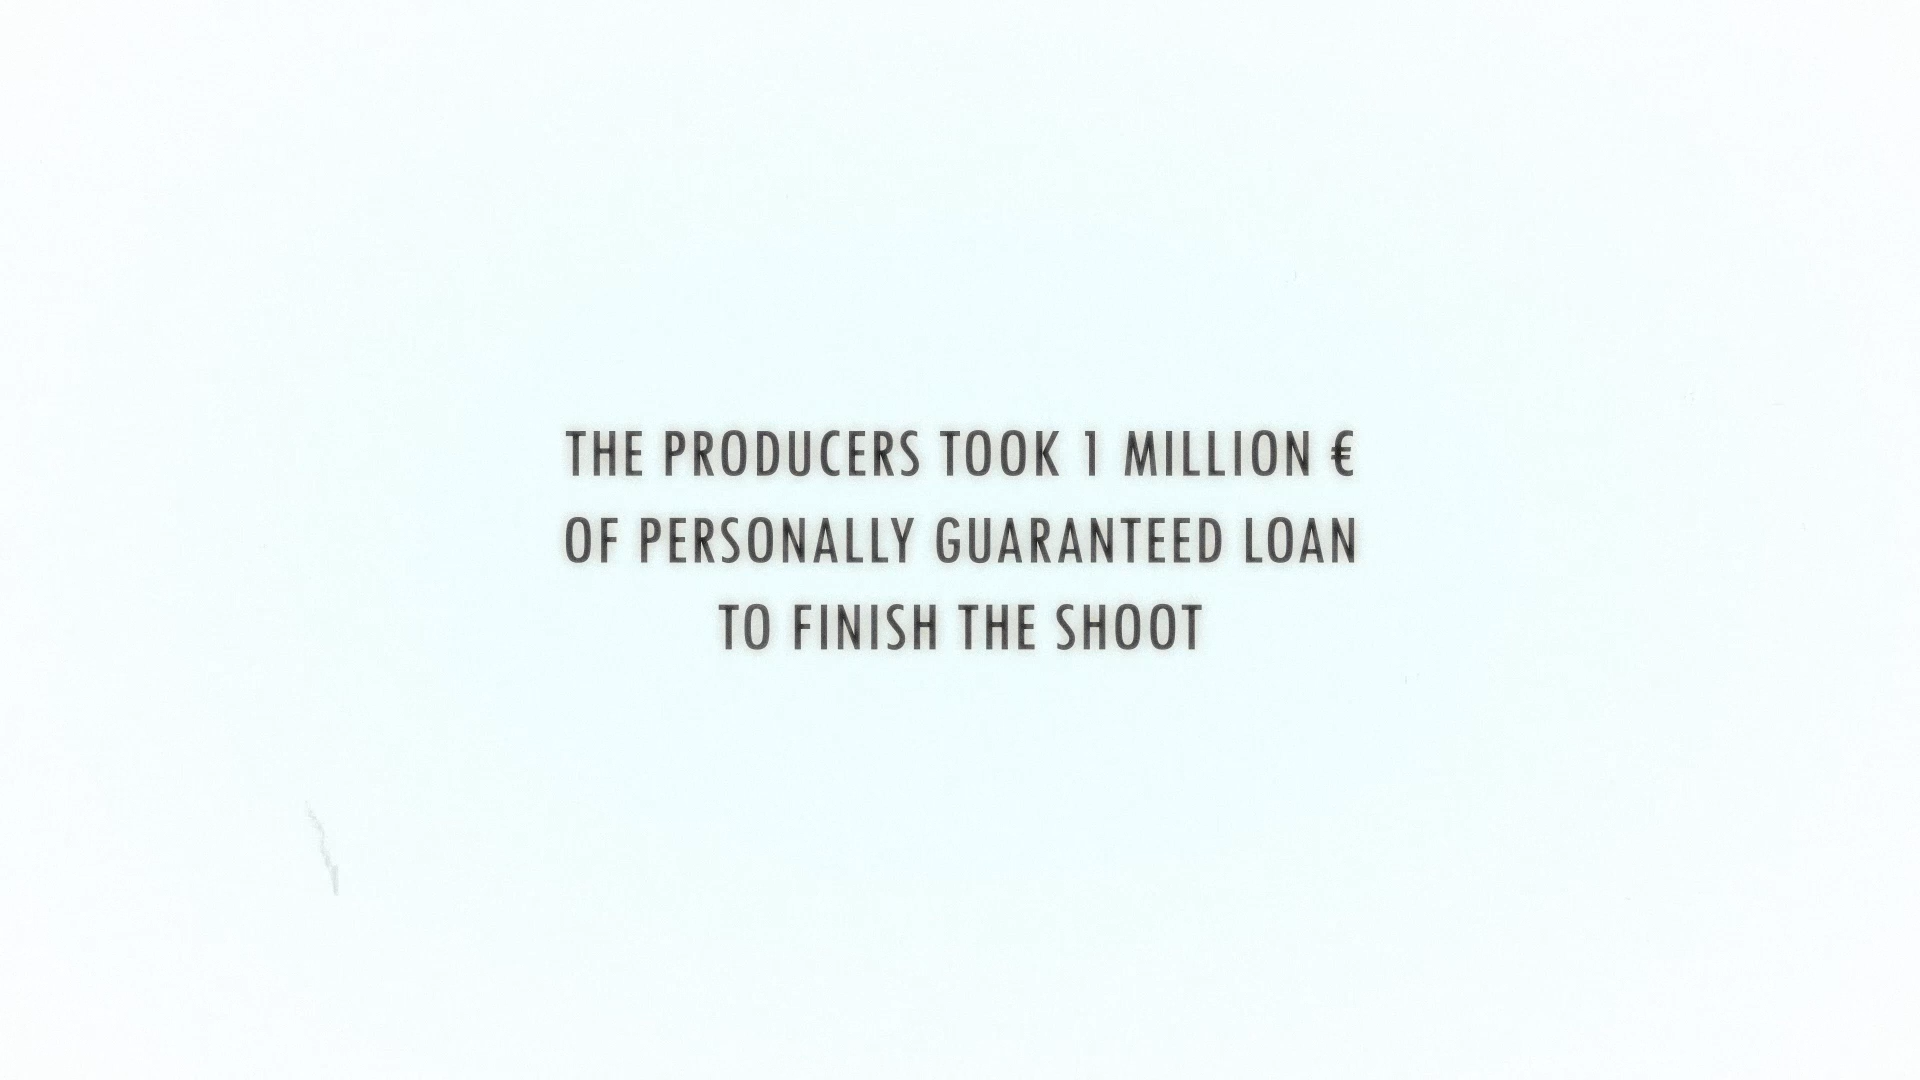 THE PRODUCERS TOOK 1 MILLION €
OF PERSONALLY GUARANTEED LOAN
TO FINISH THE SHOOT